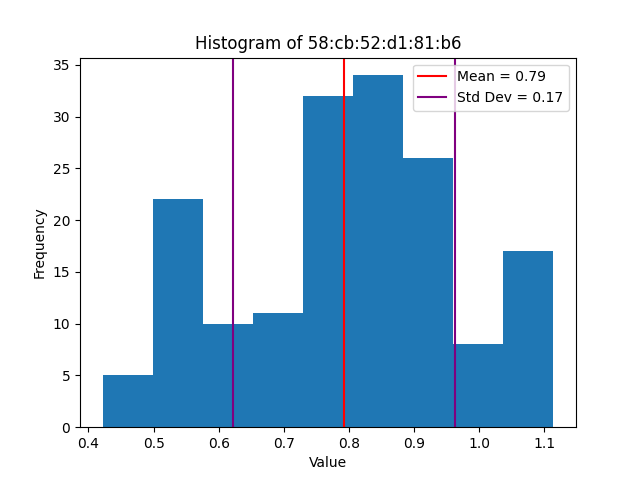 Histogram of 58:cb:52:d1:81:b6
Mean = 0.79
Std Dev = 0.17
35
30
25
20
15
10
5
0
Frequency
0.4 0.5 0.6 0.7 0.8 0.9 1.0 1.1
Value